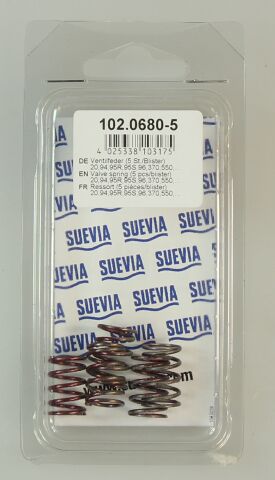 102.0680-5
4 025338 103175
DE Ventilfeder (5 St./Blister)
20,94,95R,95S,96,370,550,...
EN Valve spring (5 pcs/blister)
20,94,95R,95S,96,370,550,...
FR Ressort (5 pièces/blister)
20,94,95R,95S,96,370,550,...
SUEVIA
SUEVIA
SUEVIA
SUEVIA
SUEVIA
SUEVIA
SUEVIA
SUEVIA
SUEVIA
SUEVIA